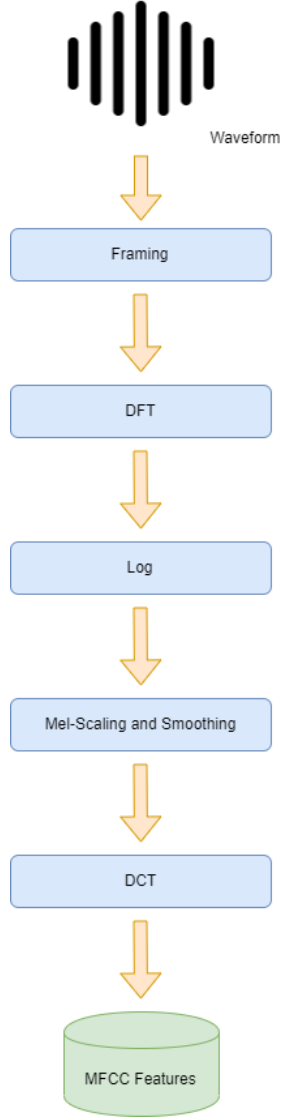 Waveform
Framing
DFT
Log
Mel-Scaling and Smoothing
DCT
MFCC Features